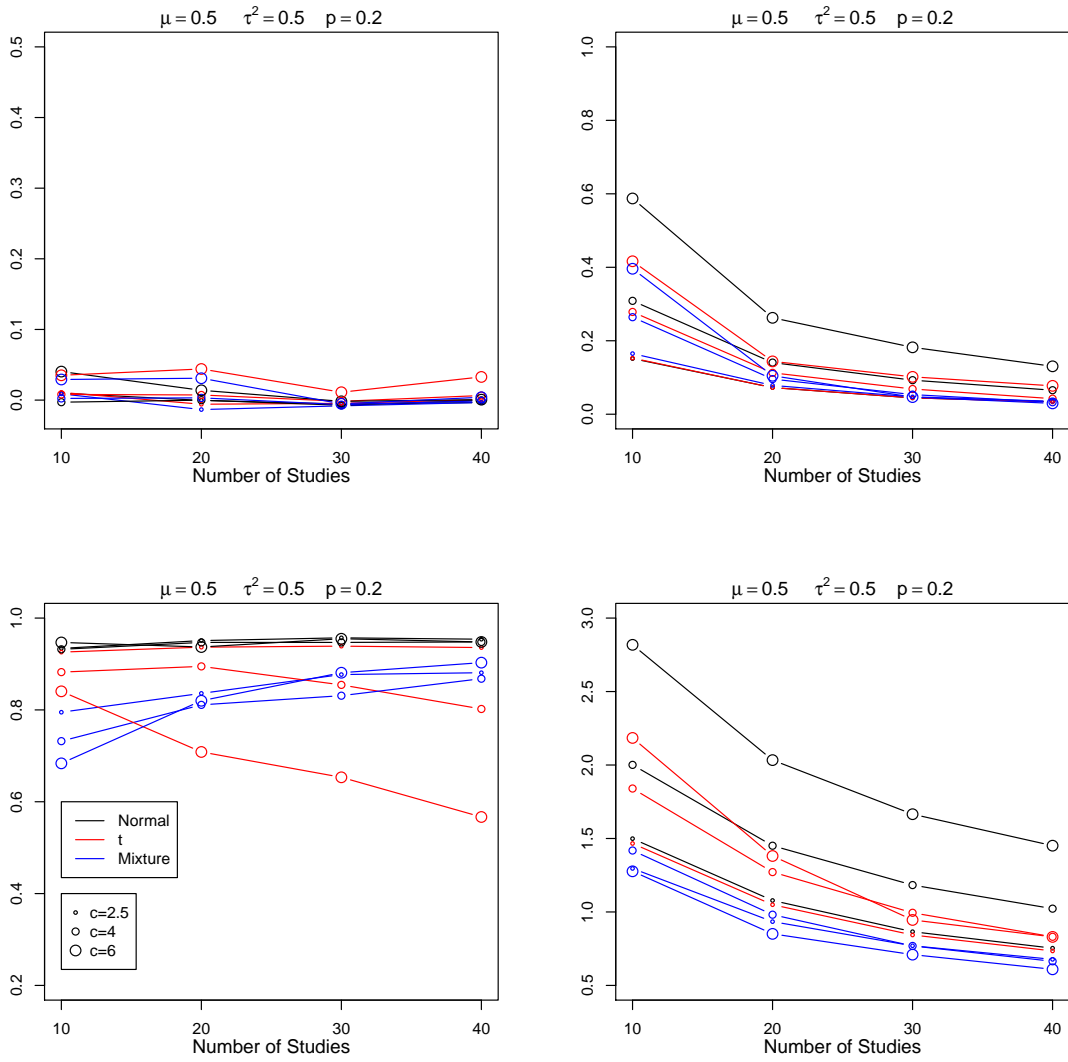 μ = 0.5 τ² = 0.5 p = 0.2
0.5
0.4
0.3
0.2
0.1
0.0
10 20 30 40
Number of Studies
μ = 0.5 τ² = 0.5 p = 0.2
1.0
0.8
0.6
0.4
0.2
0.0
10 20 30 40
Number of Studies
μ = 0.5 τ² = 0.5 p = 0.2
1.0
0.8
0.6
0.4
0.2
Normal
t
Mixture
c=2.5
c=4
c=6
10 20 30 40
Number of Studies
μ = 0.5 τ² = 0.5 p = 0.2
3.0
2.5
2.0
1.5
1.0
0.5
10 20 30 40
Number of Studies